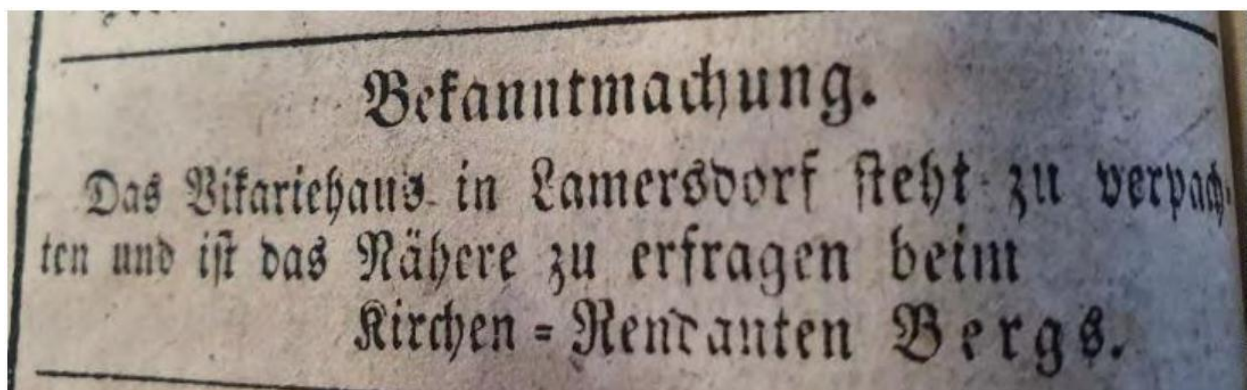 Bekanntmachung.
Das Vikariehaus in Lamersdorf steht zu verpach-
ten und ist das Nähere zu erfragen beim
Kirchen=Rendanten Bergs.